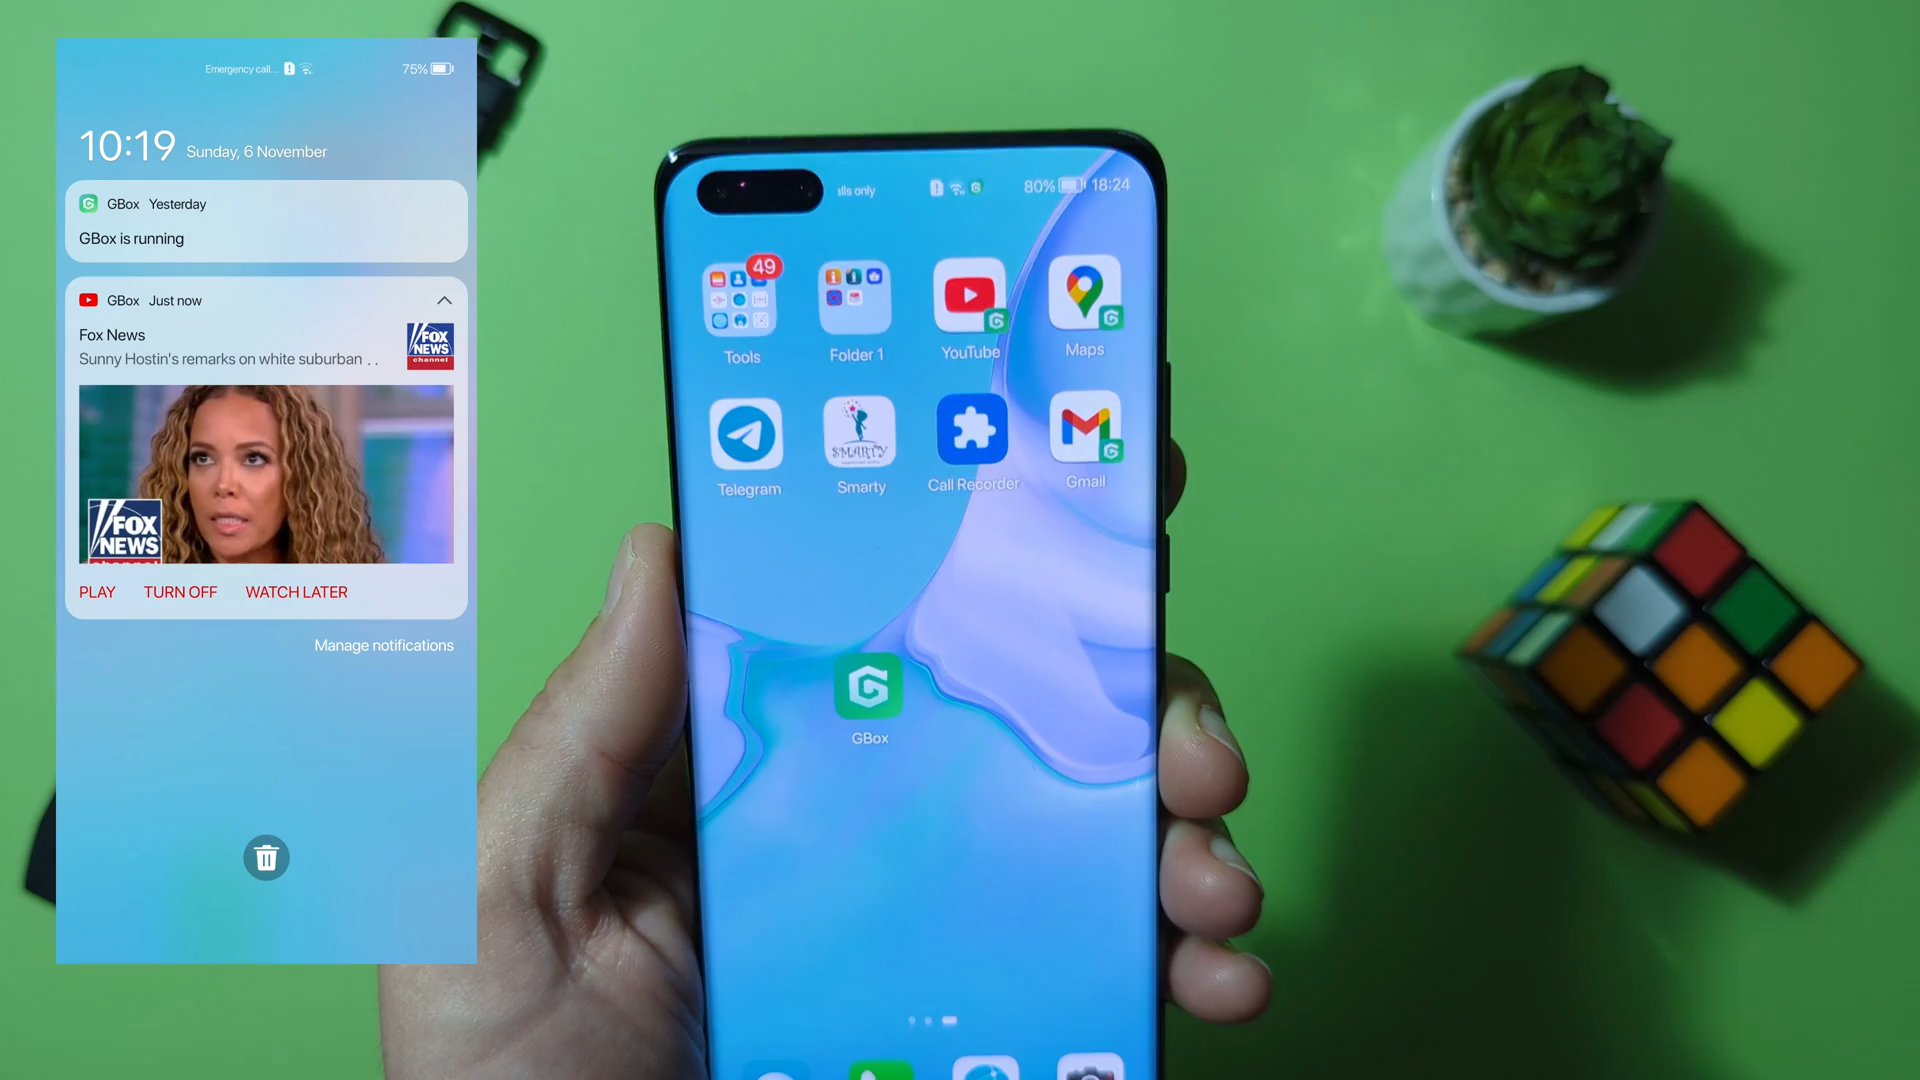 Emergency call...
75%
10:19 Sunday, 6 November
GBox Yesterday
GBox is running
GBox Just now
Fox News
Sunny Hostin's remarks on white suburban . .
FOX
NEWS
channel
FOX
NEWS
channel
PLAY TURN OFF WATCH LATER
Manage notifications
lls only
80% 18:24
49
Tools
Folder 1
YouTube
Maps
SMARTY
Telegram
Smarty
Call Recorder
Gmail
GBox